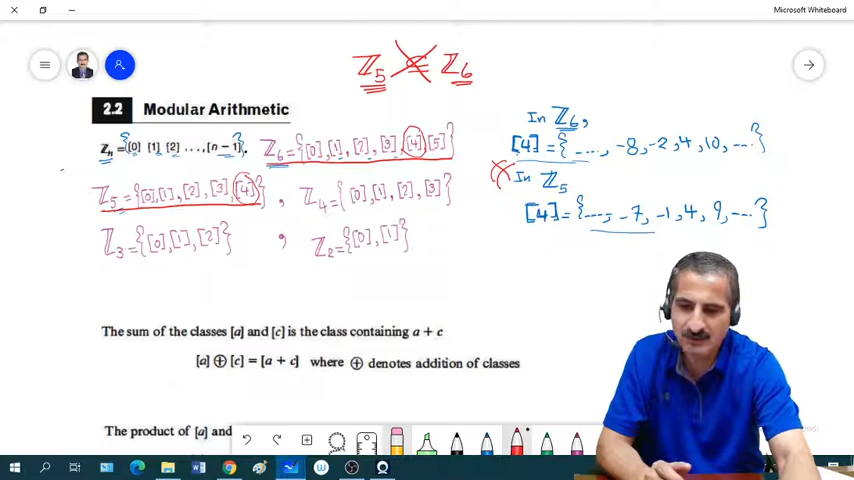 Microsoft Whiteboard
ℤ₅ ⊆ ℤ₆
2.2 Modular Arithmetic
ℤₙ = {[0] [1] [2] ..., [n − 1]}.
ℤ₆ = {[0], [1], [2], [3], [4], [5]}
ℤ₅ = {[0], [1], [2], [3], [4]}, ℤ₄ = {[0], [1], [2], [3]}
ℤ₃ = {[0], [1], [2]}, ℤ₂ = {[0], [1]}
In ℤ₆,
[4] = {...., -8, -2, 4, 10, ....}
In ℤ₅
[4] = {...., -7, -1, 4, 9, ....}
The sum of the classes [a] and [c] is the class containing a + c
[a] ⊕ [c] = [a + c] where ⊕ denotes addition of classes
The product of [a] and